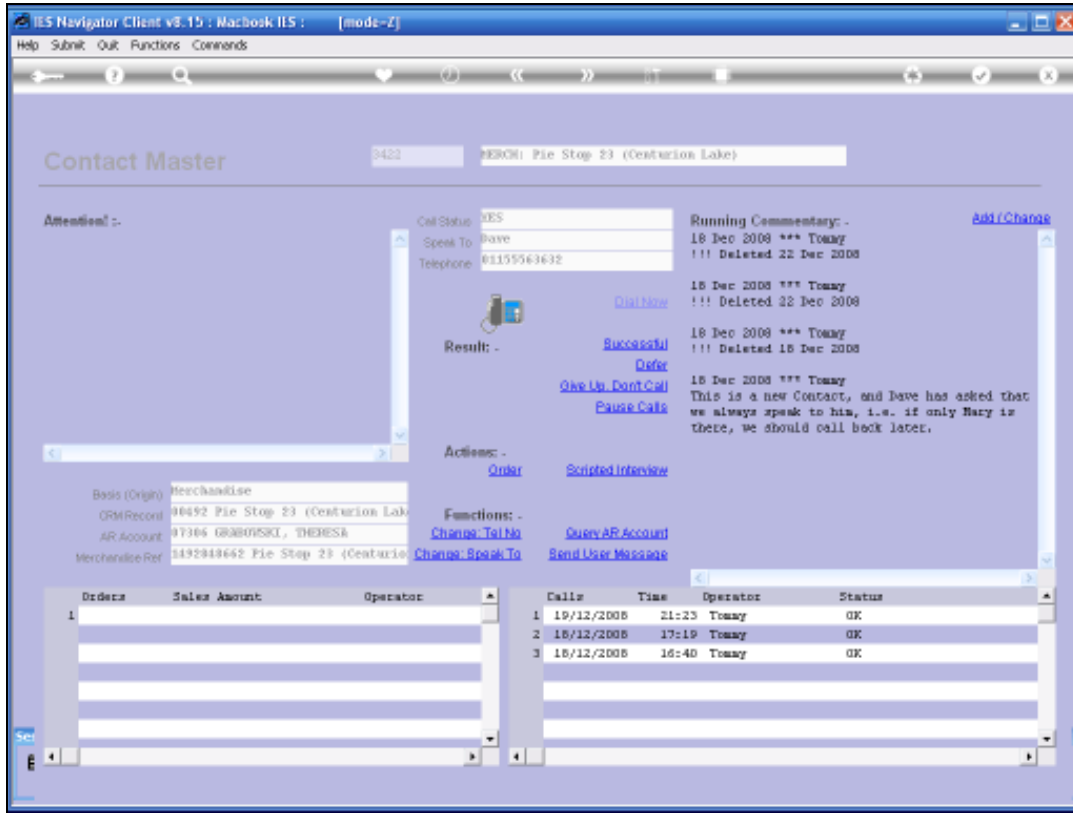 IES Navigator Client v8.15 : Macbook IES : [mode-Z]
Help Submit Quit Functions Commands
Contact Master 3422 MERCH: Pie Stop 23 (Centurion Lake)
Attention! :-
Call Status YES
Speak To Dave
Telephone 01155563632
Dial Now
Result: -
Successful
Defer
Give Up, Don't Call
Pause Calls
Actions: -
Order Scripted Interview
Functions: -
Change: Tel No Query AR Account
Change: Speak To Send User Message
Running Commentary: - Add / Change
18 Dec 2008 *** Tommy
!!! Deleted 22 Dec 2008
18 Dec 2008 *** Tommy
!!! Deleted 22 Dec 2008
18 Dec 2008 *** Tommy
!!! Deleted 18 Dec 2008
18 Dec 2008 *** Tommy
This is a new Contact, and Dave has asked that
we always speak to him, i.e. if only Mary is
there, we should call back later.
Basis (Origin) Merchandise
CRM Record 00492 Pie Stop 23 (Centurion Lak
AR Account 07306 GRABOWSKI, THERESA
Merchandise Ref 1492848662 Pie Stop 23 (Centurio
Orders Sales Amount Operator
1
Calls Time Operator Status
1 19/12/2008 21:23 Tommy OK
2 18/12/2008 17:19 Tommy OK
3 18/12/2008 16:40 Tommy OK